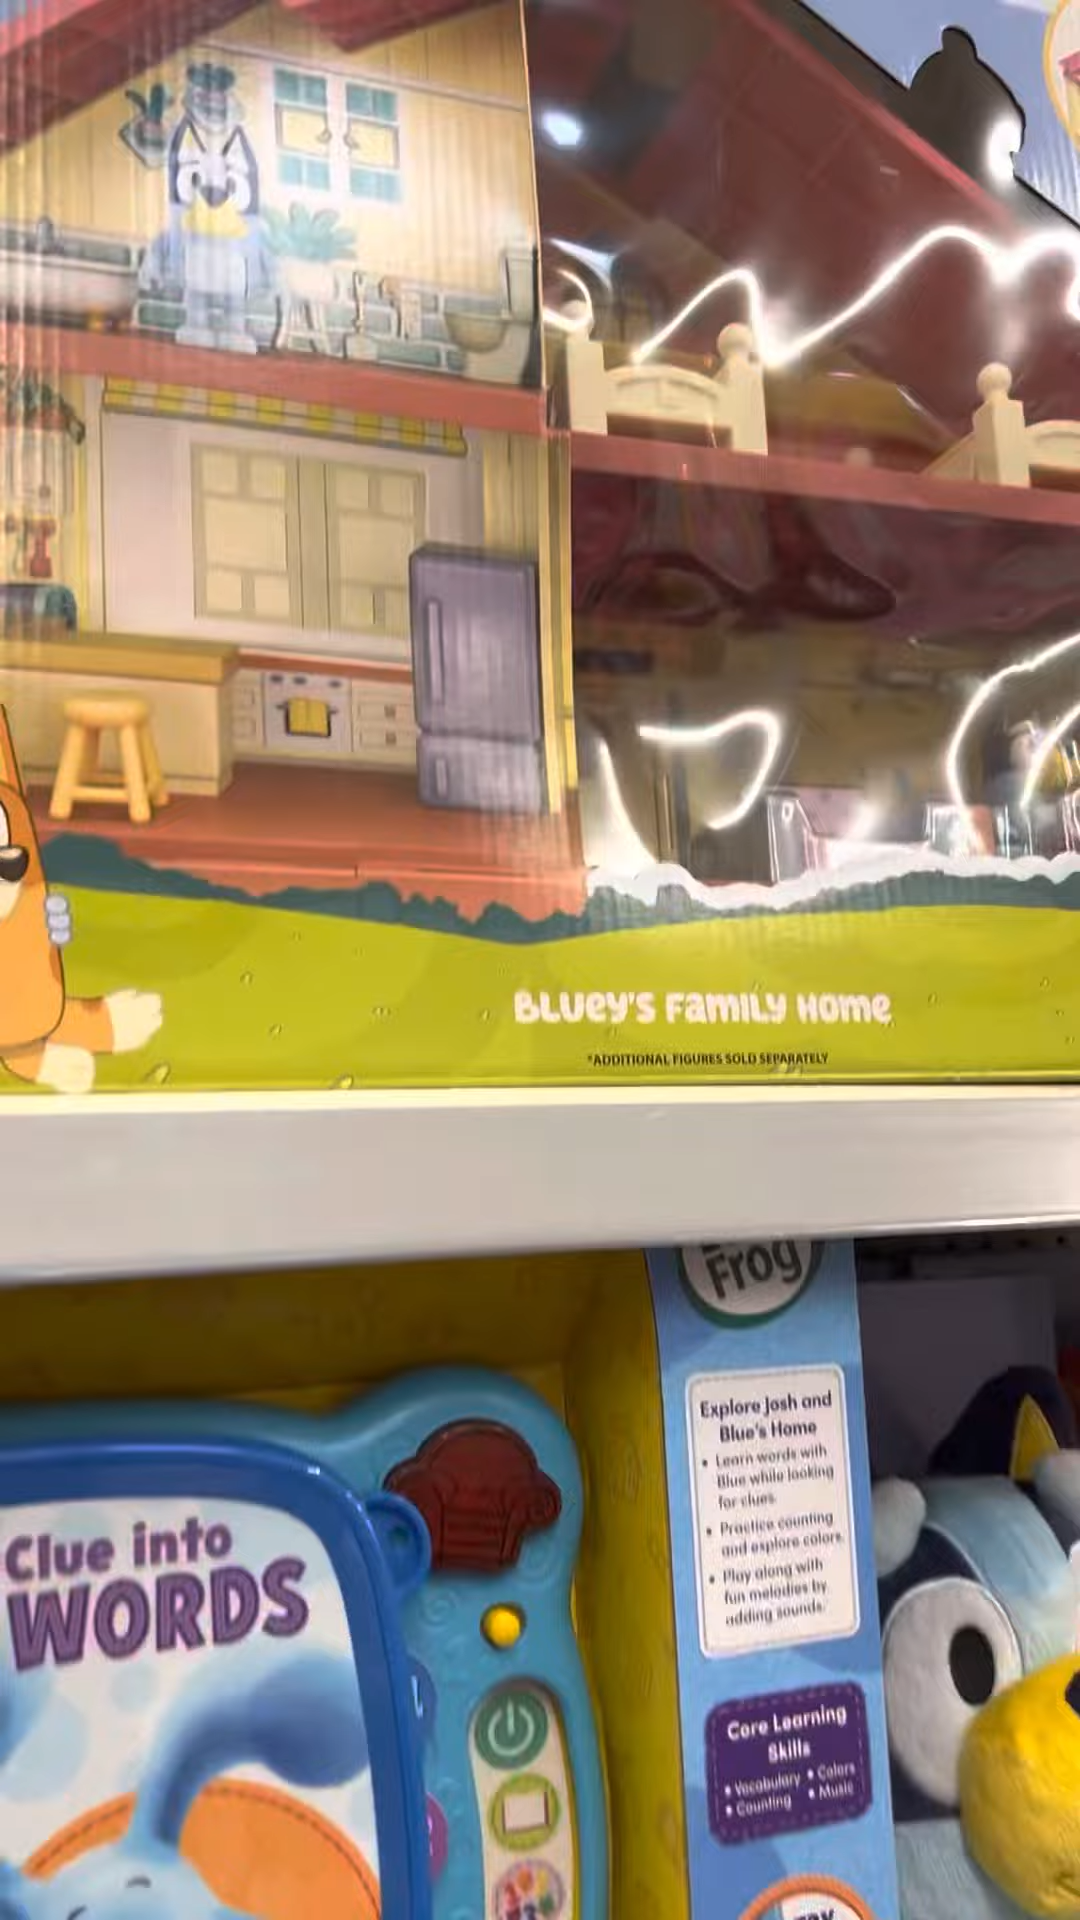 BLUEY'S FAMILY HOME
*ADDITIONAL FIGURES SOLD SEPARATELY
Frog
Explore Josh and
Blue's Home
• Learn words with
Blue while looking
for clues.
• Practice counting
and explore colors.
• Play along with
fun melodies by
adding sounds.
Clue into
WORDS
Core Learning
Skills
• Vocabulary • Colors
• Counting • Music